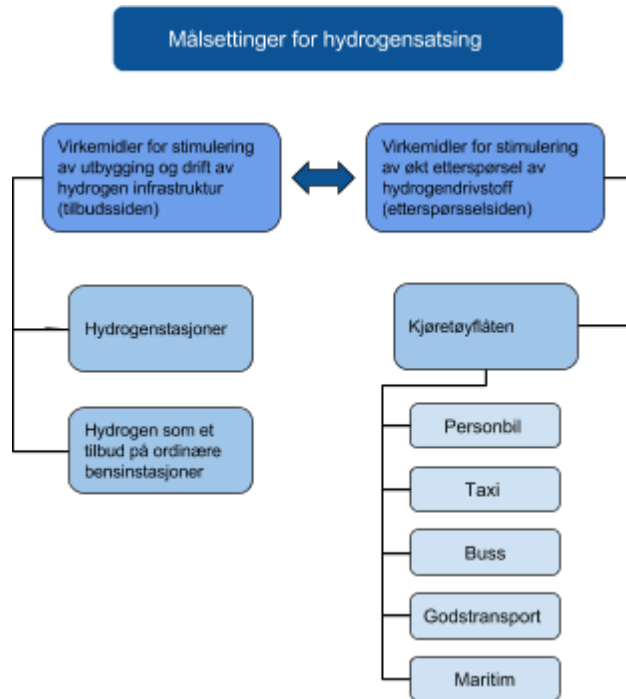 Målsettinger for hydrogensatsing
Virkemidler for stimulering
av utbygging og drift av
hydrogen infrastruktur
(tilbudssiden)
Virkemidler for stimulering
av økt etterspørsel av
hydrogendrivstoff
(etterspørsselsiden)
Hydrogenstasjoner
Hydrogen som et
tilbud på ordinære
bensinstasjoner
Kjøretøyflåten
Personbil
Taxi
Buss
Godstransport
Maritim